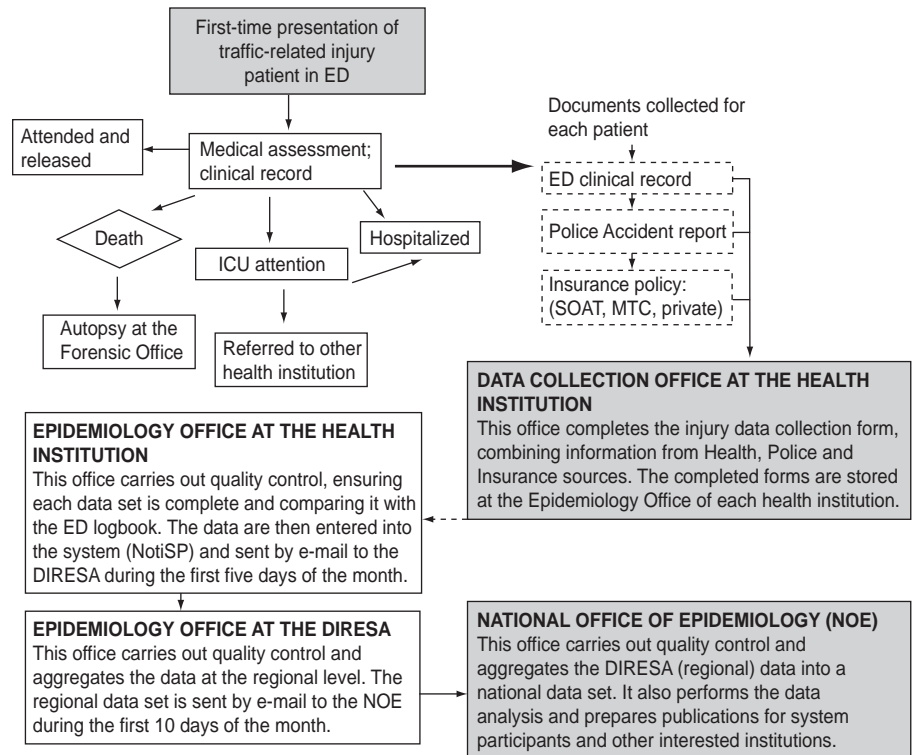 First-time presentation of
traffic-related injury
patient in ED
Documents collected for
each patient
Attended and
released
Medical assessment;
clinical record
ED clinical record
Death
Hospitalized
Police Accident report
ICU attention
Insurance policy:
(SOAT, MTC, private)
Autopsy at the
Forensic Office
Referred to other
health institution
DATA COLLECTION OFFICE AT THE HEALTH
INSTITUTION
This office completes the injury data collection form,
combining information from Health, Police and
Insurance sources. The completed forms are stored
at the Epidemiology Office of each health institution.
EPIDEMIOLOGY OFFICE AT THE HEALTH
INSTITUTION
This office carries out quality control, ensuring
each data set is complete and comparing it with
the ED logbook. The data are then entered into
the system (NotiSP) and sent by e-mail to the
DIRESA during the first five days of the month.
EPIDEMIOLOGY OFFICE AT THE DIRESA
This office carries out quality control and
aggregates the data at the regional level. The
regional data set is sent by e-mail to the NOE
during the first 10 days of the month.
NATIONAL OFFICE OF EPIDEMIOLOGY (NOE)
This office carries out quality control and
aggregates the DIRESA (regional) data into a
national data set. It also performs the data
analysis and prepares publications for system
participants and other interested institutions.